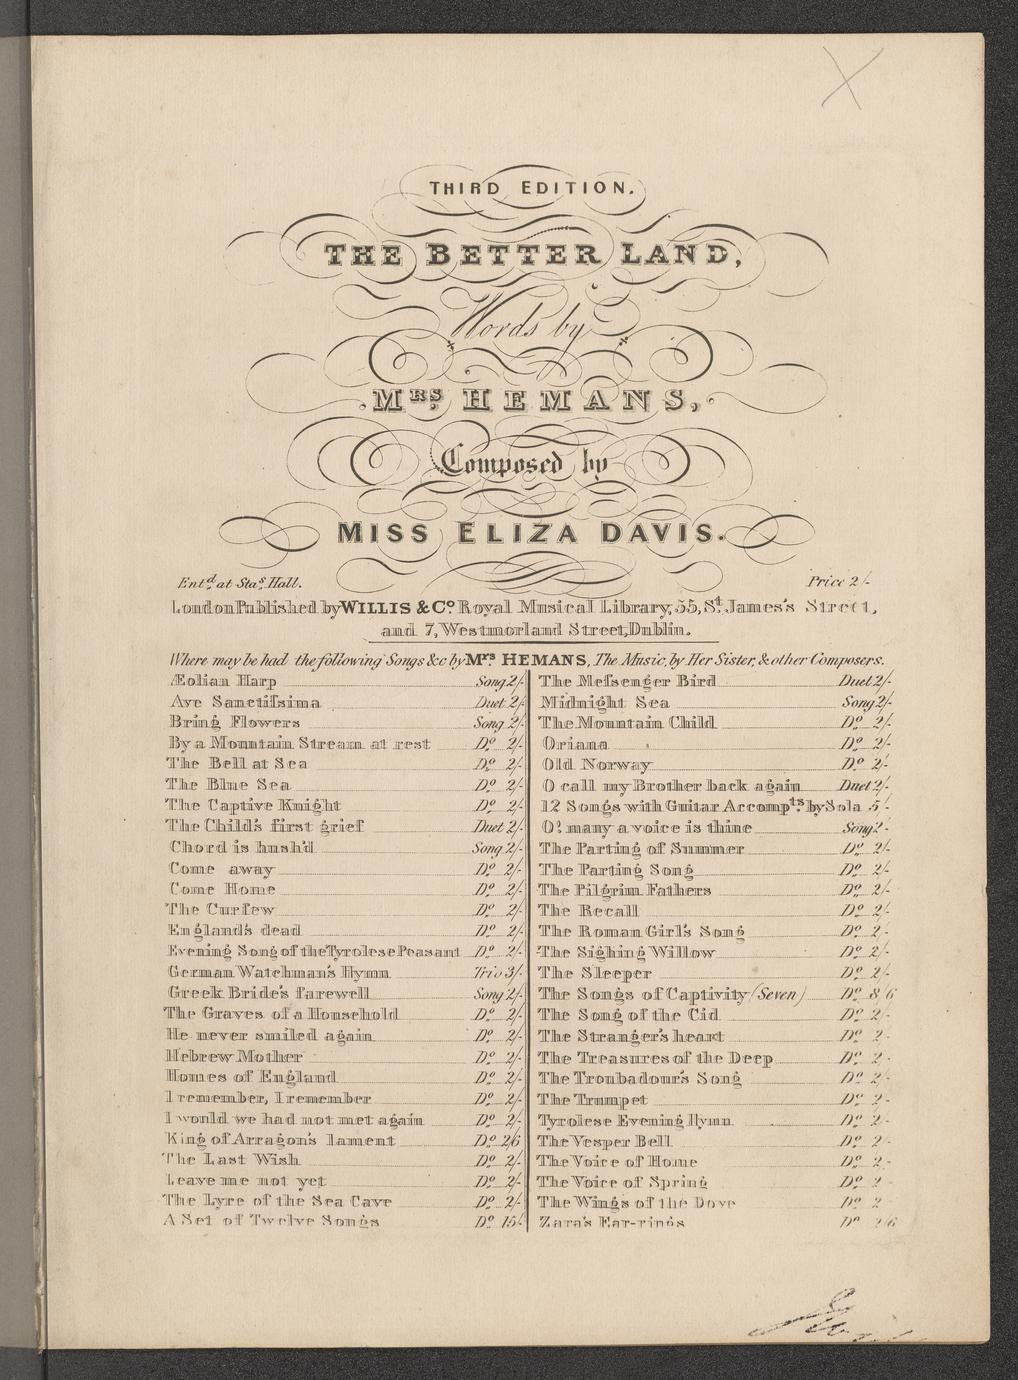 THIRD EDITION.
THE BETTER LAND,
Words by
MRS. HEMANS,
Composed by
MISS ELIZA DAVIS.
Entd. at Stas. Hall.
Price 2/-
London Published by WILLIS & Co. Royal Musical Library, 55, St. James's Street,
and 7, Westmorland Street, Dublin.
Where may be had the following Songs &c by Mrs HEMANS, The Music, by Her Sister, & other Composers.
Æolian Harp Song 2/-
Ave Sanctissima Duet 2/-
Bring Flowers Song 2/-
By a Mountain Stream at rest Do. 2/-
The Bell at Sea Do. 2/-
The Blue Sea Do. 2/-
The Captive Knight Do. 2/-
The Child's first grief Duet 2/-
Chord is hush'd Song 2/-
Come away Do. 2/-
Come Home Do. 2/-
The Curfew Do. 2/-
England's dead Do. 2/-
Evening Song of the Tyrolese Peasant Do. 2/-
German Watchman's Hymn Trio 3/-
Greek Bride's farewell Song 2/-
The Graves of a Household Do. 2/-
He never smiled again Do. 2/-
Hebrew Mother Do. 2/-
Homes of England Do. 2/-
I remember, I remember Do. 2/-
I would we had not met again Do. 2/-
King of Arragon's lament Do. 2/6
The Last Wish Do. 2/-
Leave me not yet Do. 2/-
The Lyre of the Sea Cave Do. 2/-
A Set of Twelve Songs Do. 15/-
The Messenger Bird Duet 2/-
Midnight Sea Song 2/-
The Mountain Child Do. 2/-
Oriana Do. 2/-
Old Norway Do. 2/-
O call my Brother back again Duet 2/-
12 Songs with Guitar Accompts. by Sola 5/-
O! many a voice is thine Song 2/-
The Parting of Summer Do. 2/-
The Parting Song Do. 2/-
The Pilgrim Fathers Do. 2/-
The Recall Do. 2/-
The Roman Girl's Song Do. 2/-
The Sighing Willow Do. 2/-
The Sleeper Do. 2/-
The Songs of Captivity (Seven) Do. 8/6
The Song of the Cid Do. 2/-
The Stranger's heart Do. 2/-
The Treasures of the Deep Do. 2/-
The Troubadour's Song Do. 2/-
The Trumpet Do. 2/-
Tyrolese Evening Hymn Do. 2/-
The Vesper Bell Do. 2/-
The Voice of Home Do. 2/-
The Voice of Spring Do. 2/-
The Wings of the Dove Do. 2
Zara's Ear-rings Do. 2/6